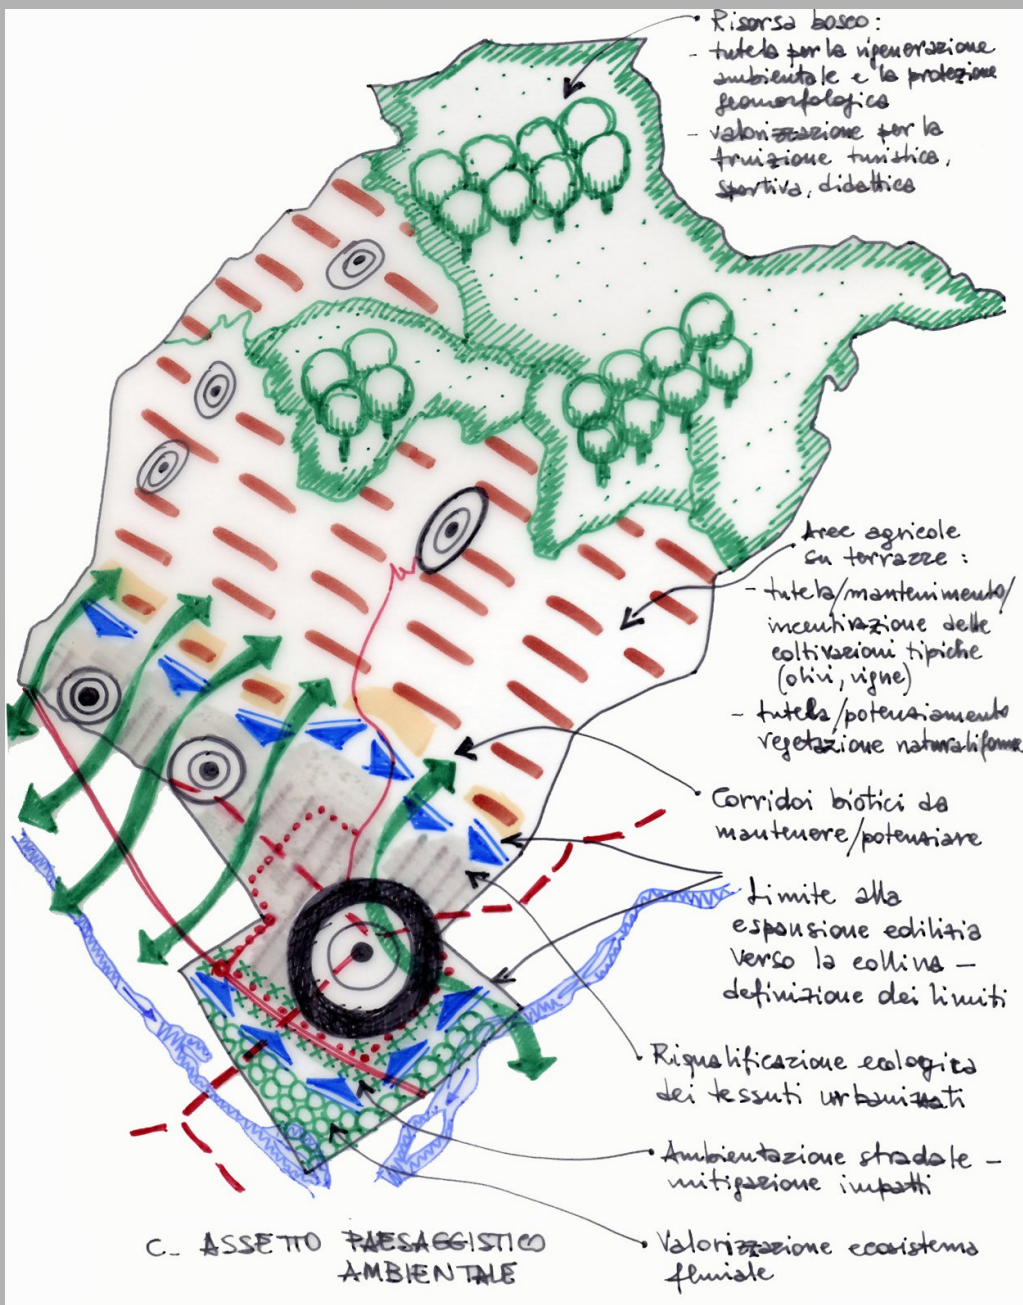 Risorsa bosco:
- tutela per la rigenerazione
ambientale e la protezione
geomorfologica
- valorizzazione per la
fruizione turistica,
sportiva, didattica
Aree agricole
su terrazze:
- tutela/mantenimento/
incentivazione delle
coltivazioni tipiche
(olivi, vigne)
- tutela/potenziamento
vegetazione naturaliforme
Corridoi biotici da
mantenere/potenziare
Limite alla
espansione edilizia
verso la collina -
definizione dei limiti
Riqualificazione ecologica
dei tessuti urbanizzati
Ambientazione stradale -
mitigazione impatti
Valorizzazione ecosistema
fluviale
C- ASSETTO PAESAGGISTICO
AMBIENTALE